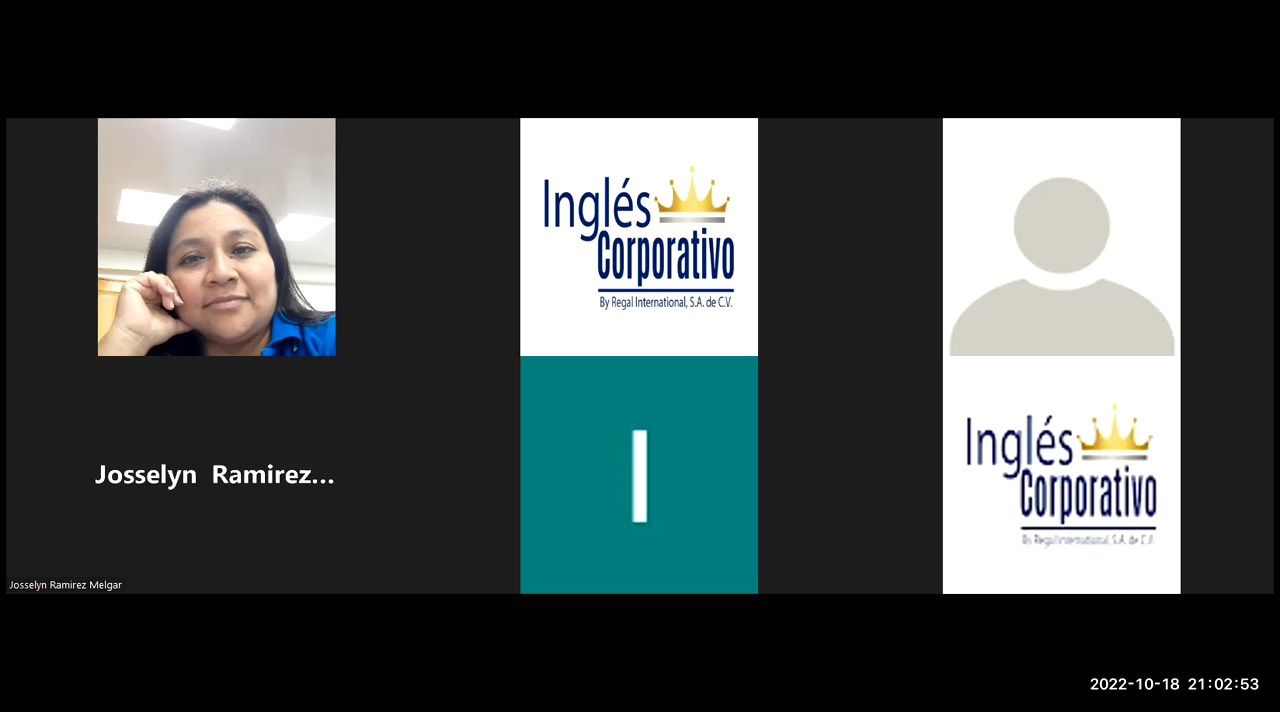 Inglés
Corporativo
By Regal International, S.A. de C.V.
Josselyn Ramirez...
Josselyn Ramirez Melgar
I
Inglés
Corporativo
By Regal International, S.A. de C.V.
2022-10-18 21:02:53